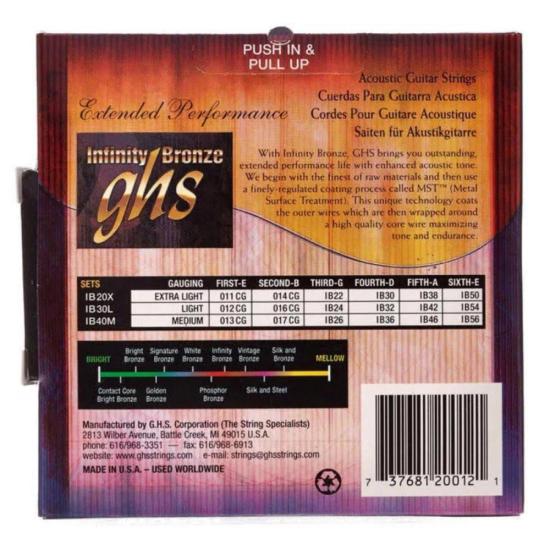 PUSH IN &
PULL UP
Acoustic Guitar Strings
Cuerdas Para Guitarra Acustica
Extended Performance
Cordes Pour Guitare Acoustique
Saiten für Akustikgitarre
Infinity Bronze
ghs
With Infinity Bronze, GHS brings you outstanding,
extended performance life with enhanced acoustic tone.
We begin with the finest of raw materials and then use
a finely-regulated coating process called MST™ (Metal
Surface Treatment). This unique technology coats
the outer wires which are then wrapped around
a high quality core wire maximizing
tone and endurance.
SETS GAUGING FIRST-E SECOND-B THIRD-G FOURTH-D FIFTH-A SIXTH-E
IB20X EXTRA LIGHT 011 CG 014 CG IB22 IB30 IB38 IB50
IB30L LIGHT 012 CG 016 CG IB24 IB32 IB42 IB54
IB40M MEDIUM 013 CG 017 CG IB26 IB36 IB46 IB56
Bright Signature White Infinity Vintage Silk and
BRIGHT Bronze Bronze Bronze Bronze Bronze Bronze MELLOW
Contact Core Golden Phosphor Silk and Steel
Bright Bronze Bronze Bronze
Manufactured by G.H.S. Corporation (The String Specialists)
2813 Wilber Avenue, Battle Creek, MI 49015 U.S.A.
phone: 616/968-3351 — fax: 616/968-6913
website: www.ghsstrings.com e-mail: strings@ghsstrings.com
MADE IN U.S.A. – USED WORLDWIDE
7 37681 20012 1